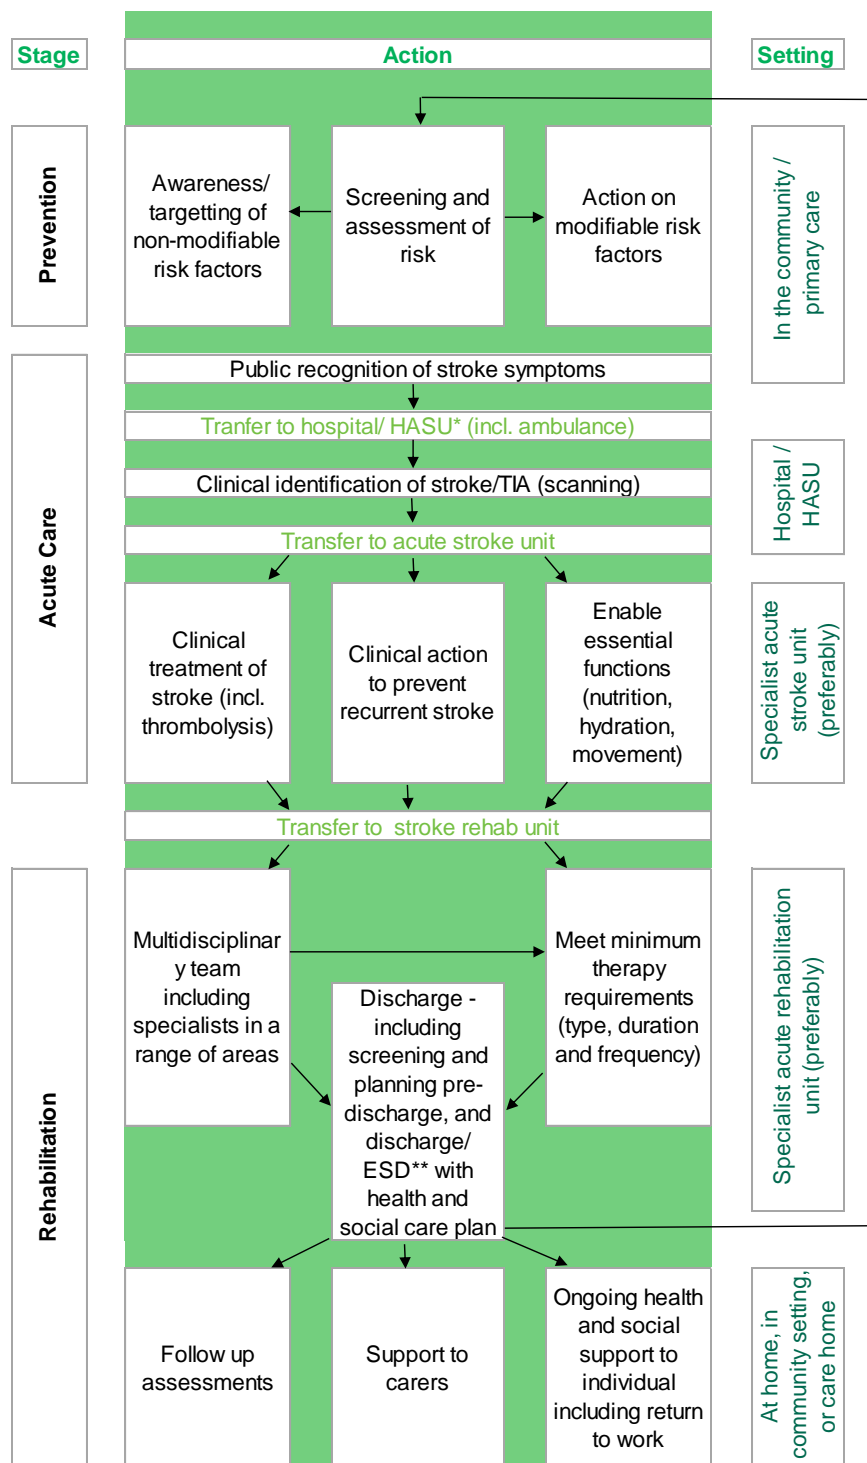 Stage
Action
Setting
Prevention
Awareness/
targetting of
non-modifiable
risk factors
Screening and
assessment of
risk
Action on
modifiable risk
factors
In the community /
primary care
Acute Care
Public recognition of stroke symptoms
Tranfer to hospital/ HASU* (incl. ambulance)
Clinical identification of stroke/TIA (scanning)
Transfer to acute stroke unit
Hospital /
HASU
Clinical
treatment of
stroke (incl.
thrombolysis)
Clinical action
to prevent
recurrent stroke
Enable
essential
functions
(nutrition,
hydration,
movement)
Specialist acute
stroke unit
(preferably)
Transfer to stroke rehab unit
Rehabilitation
Multidisciplinar
y team
including
specialists in a
range of areas
Meet minimum
therapy
requirements
(type, duration
and frequency)
Discharge -
including
screening and
planning pre-
discharge, and
discharge/
ESD** with
health and
social care plan
Specialist acute rehabilitation
unit (preferably)
Follow up
assessments
Support to
carers
Ongoing health
and social
support to
individual
including return
to work
At home, in
community setting,
or care home